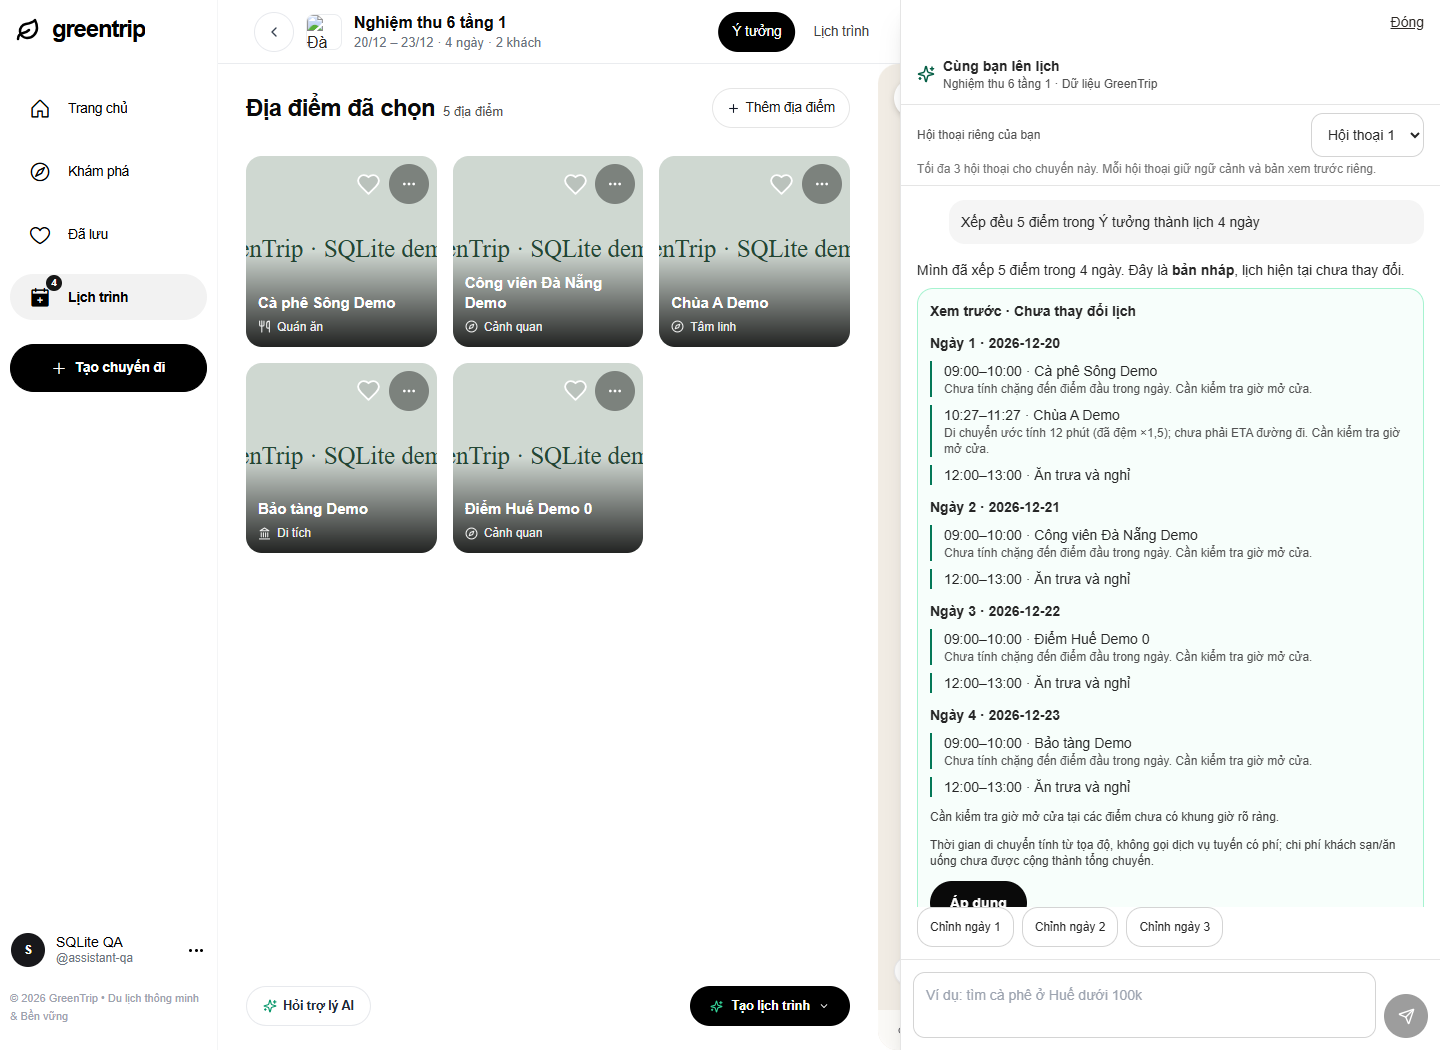 greentrip
Trang chủ
Khám phá
Đã lưu
4
Lịch trình
Tạo chuyến đi
S
SQLite QA
@assistant-qa
© 2026 GreenTrip • Du lịch thông minh
& Bền vững
Đà
Nghiệm thu 6 tầng 1
20/12 – 23/12 · 4 ngày · 2 khách
Ý tưởng
Lịch trình
Địa điểm đã chọn
5 địa điểm
Thêm địa điểm
enTrip · SQLite dem
Cà phê Sông Demo
Quán ăn
enTrip · SQLite dem
Công viên Đà Nẵng
Demo
Cảnh quan
enTrip · SQLite dem
Chùa A Demo
Tâm linh
enTrip · SQLite dem
Bảo tàng Demo
Di tích
enTrip · SQLite dem
Điểm Huế Demo 0
Cảnh quan
Hỏi trợ lý AI
Tạo lịch trình
Đóng
Cùng bạn lên lịch
Nghiệm thu 6 tầng 1 · Dữ liệu GreenTrip
Hội thoại riêng của bạn
Hội thoại 1
Tối đa 3 hội thoại cho chuyến này. Mỗi hội thoại giữ ngữ cảnh và bản xem trước riêng.
Xếp đều 5 điểm trong Ý tưởng thành lịch 4 ngày
Mình đã xếp 5 điểm trong 4 ngày. Đây là bản nháp, lịch hiện tại chưa thay đổi.
Xem trước · Chưa thay đổi lịch
Ngày 1 · 2026-12-20
09:00–10:00 · Cà phê Sông Demo
Chưa tính chặng đến điểm đầu trong ngày. Cần kiểm tra giờ mở cửa.
10:27–11:27 · Chùa A Demo
Di chuyển ước tính 12 phút (đã đệm ×1,5); chưa phải ETA đường đi. Cần kiểm tra giờ
mở cửa.
12:00–13:00 · Ăn trưa và nghỉ
Ngày 2 · 2026-12-21
09:00–10:00 · Công viên Đà Nẵng Demo
Chưa tính chặng đến điểm đầu trong ngày. Cần kiểm tra giờ mở cửa.
12:00–13:00 · Ăn trưa và nghỉ
Ngày 3 · 2026-12-22
09:00–10:00 · Điểm Huế Demo 0
Chưa tính chặng đến điểm đầu trong ngày. Cần kiểm tra giờ mở cửa.
12:00–13:00 · Ăn trưa và nghỉ
Ngày 4 · 2026-12-23
09:00–10:00 · Bảo tàng Demo
Chưa tính chặng đến điểm đầu trong ngày. Cần kiểm tra giờ mở cửa.
12:00–13:00 · Ăn trưa và nghỉ
Cần kiểm tra giờ mở cửa tại các điểm chưa có khung giờ rõ ràng.
Thời gian di chuyển tính từ tọa độ, không gọi dịch vụ tuyến có phí; chi phí khách sạn/ăn
uống chưa được cộng thành tổng chuyến.
Áp dụng
Chỉnh ngày 1
Chỉnh ngày 2
Chỉnh ngày 3
Ví dụ: tìm cà phê ở Huế dưới 100k